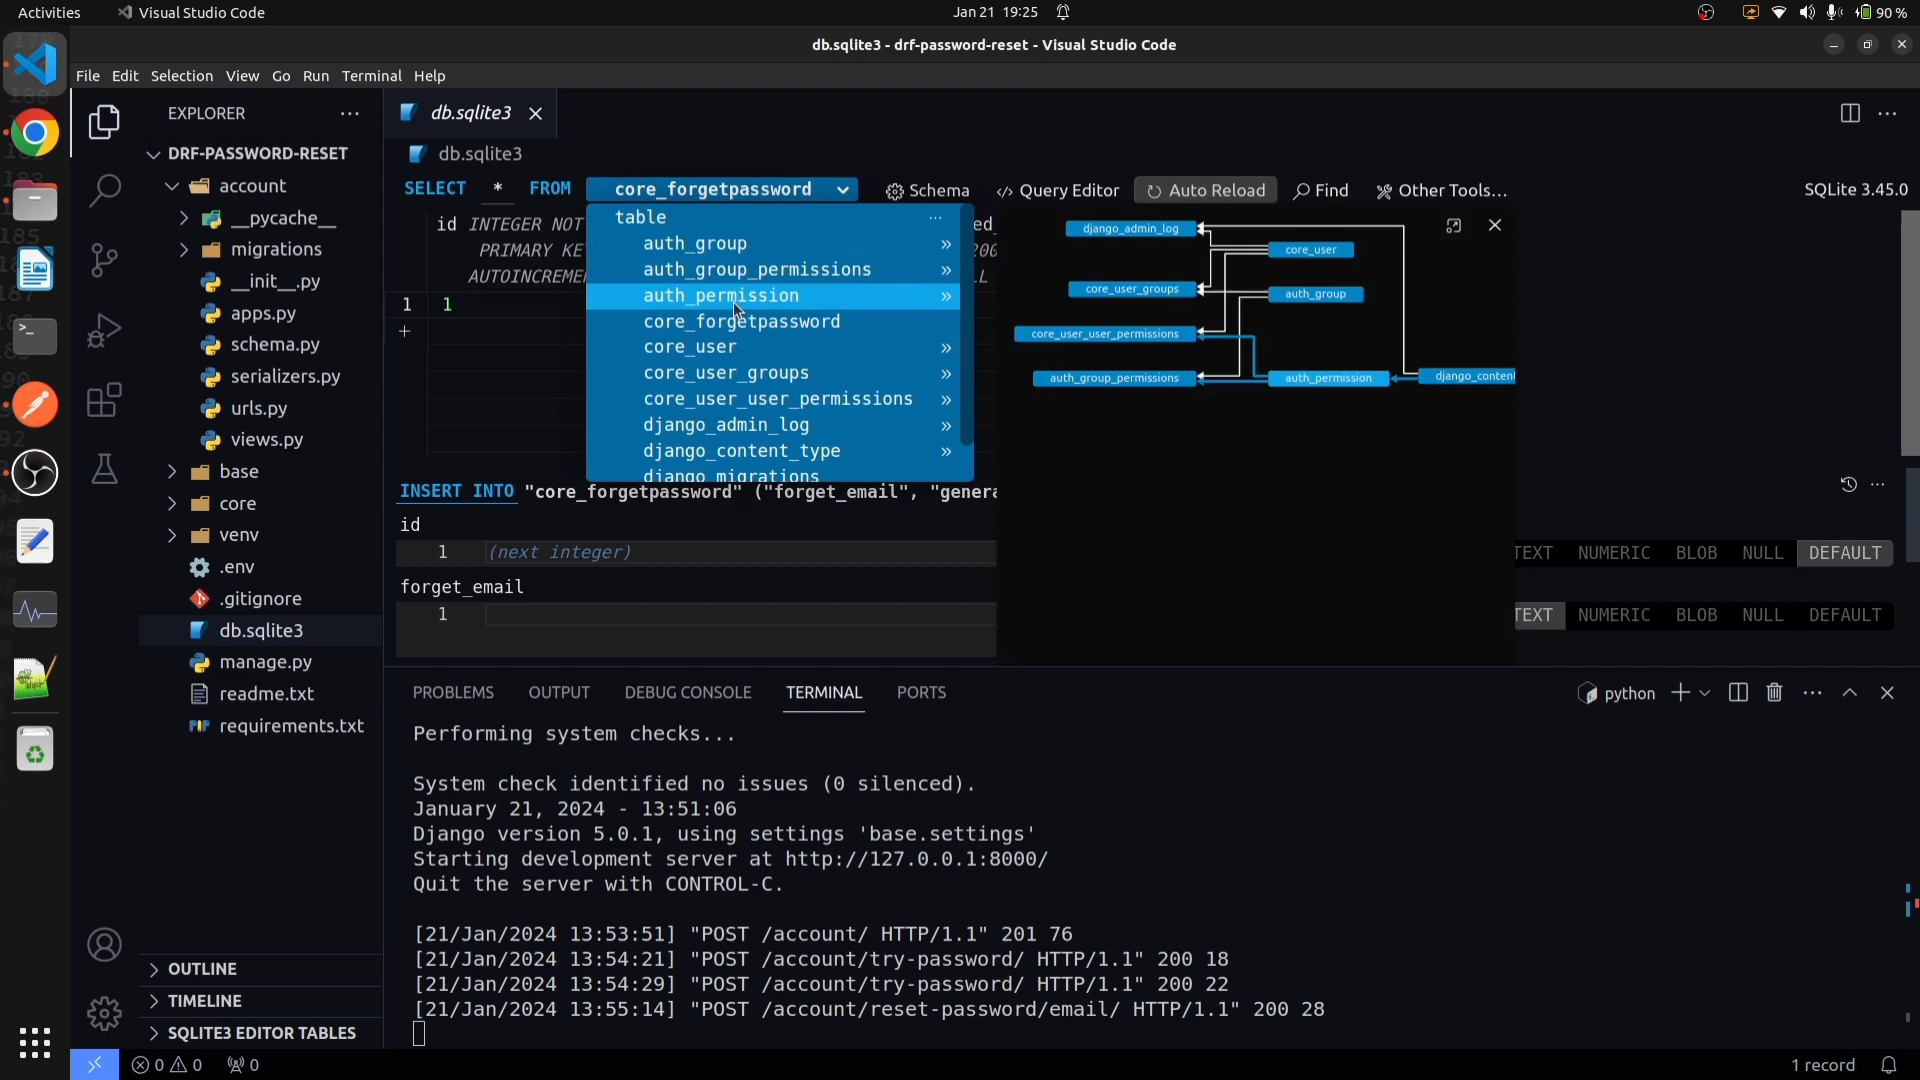 Activities
Visual Studio Code
Jan 21 19:25
90 %
db.sqlite3 - drf-password-reset - Visual Studio Code
File Edit Selection View Go Run Terminal Help
EXPLORER
DRF-PASSWORD-RESET
account
__pycache__
migrations
__init__.py
apps.py
schema.py
serializers.py
urls.py
views.py
base
core
venv
.env
.gitignore
db.sqlite3
manage.py
readme.txt
requirements.txt
OUTLINE
TIMELINE
SQLITE3 EDITOR TABLES
db.sqlite3
db.sqlite3
SELECT * FROM core_forgetpassword
Schema
Query Editor
Auto Reload
Find
Other Tools...
SQLite 3.45.0
id INTEGER NOT
PRIMARY KE
AUTOINCREME
1 1
+
table
auth_group »
auth_group_permissions »
auth_permission »
core_forgetpassword
core_user »
core_user_groups »
core_user_user_permissions »
django_admin_log »
django_content_type »
django_migrations
django_admin_log
core_user
core_user_groups
auth_group
core_user_user_permissions
auth_group_permissions
auth_permission
django_content
INSERT INTO "core_forgetpassword" ("forget_email", "genera
id
1 (next integer)
TEXT NUMERIC BLOB NULL DEFAULT
forget_email
1
TEXT NUMERIC BLOB NULL DEFAULT
PROBLEMS OUTPUT DEBUG CONSOLE TERMINAL PORTS
python
Performing system checks...
System check identified no issues (0 silenced).
January 21, 2024 - 13:51:06
Django version 5.0.1, using settings 'base.settings'
Starting development server at http://127.0.0.1:8000/
Quit the server with CONTROL-C.
[21/Jan/2024 13:53:51] "POST /account/ HTTP/1.1" 201 76
[21/Jan/2024 13:54:21] "POST /account/try-password/ HTTP/1.1" 200 18
[21/Jan/2024 13:54:29] "POST /account/try-password/ HTTP/1.1" 200 22
[21/Jan/2024 13:55:14] "POST /account/reset-password/email/ HTTP/1.1" 200 28
0 0 0
1 record